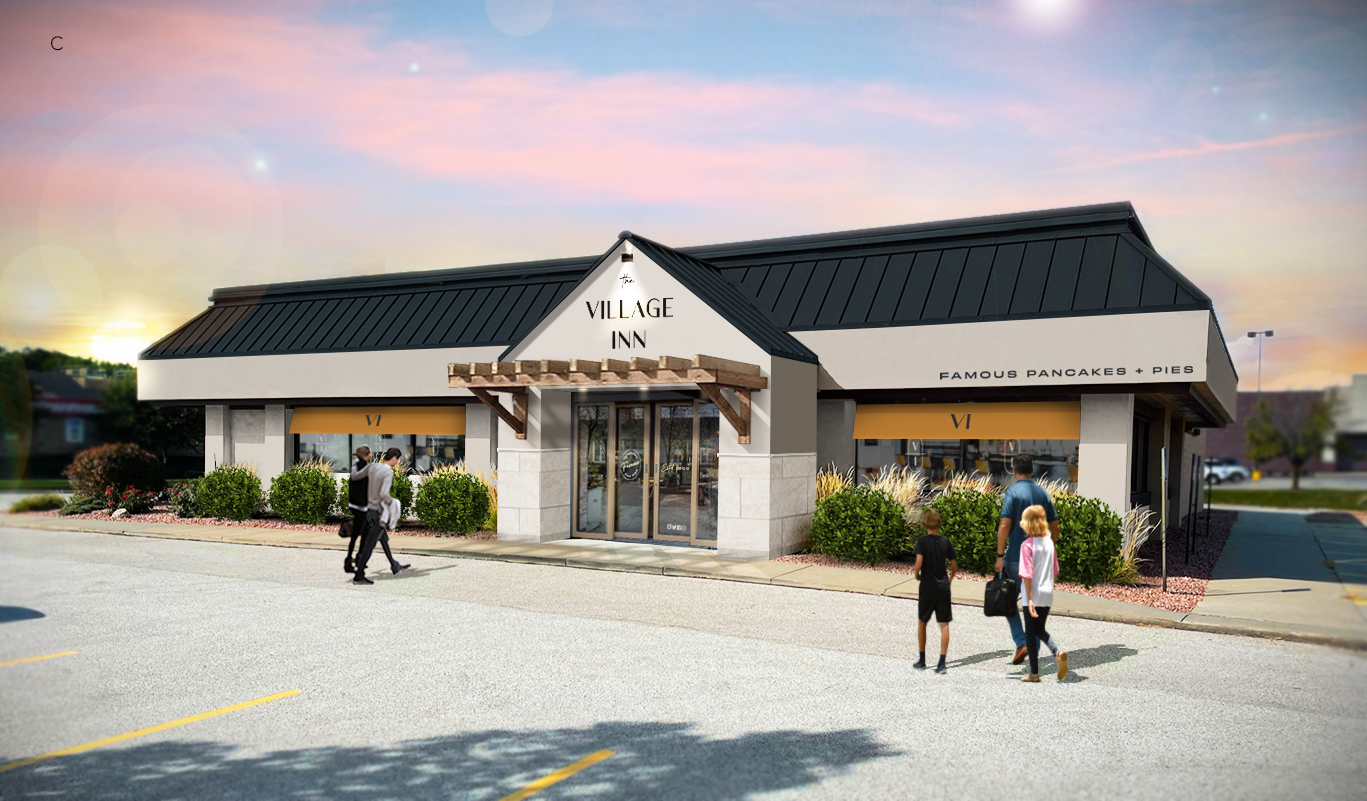 C
the
VILLAGE
INN
FAMOUS PANCAKES + PIES
VI
VI